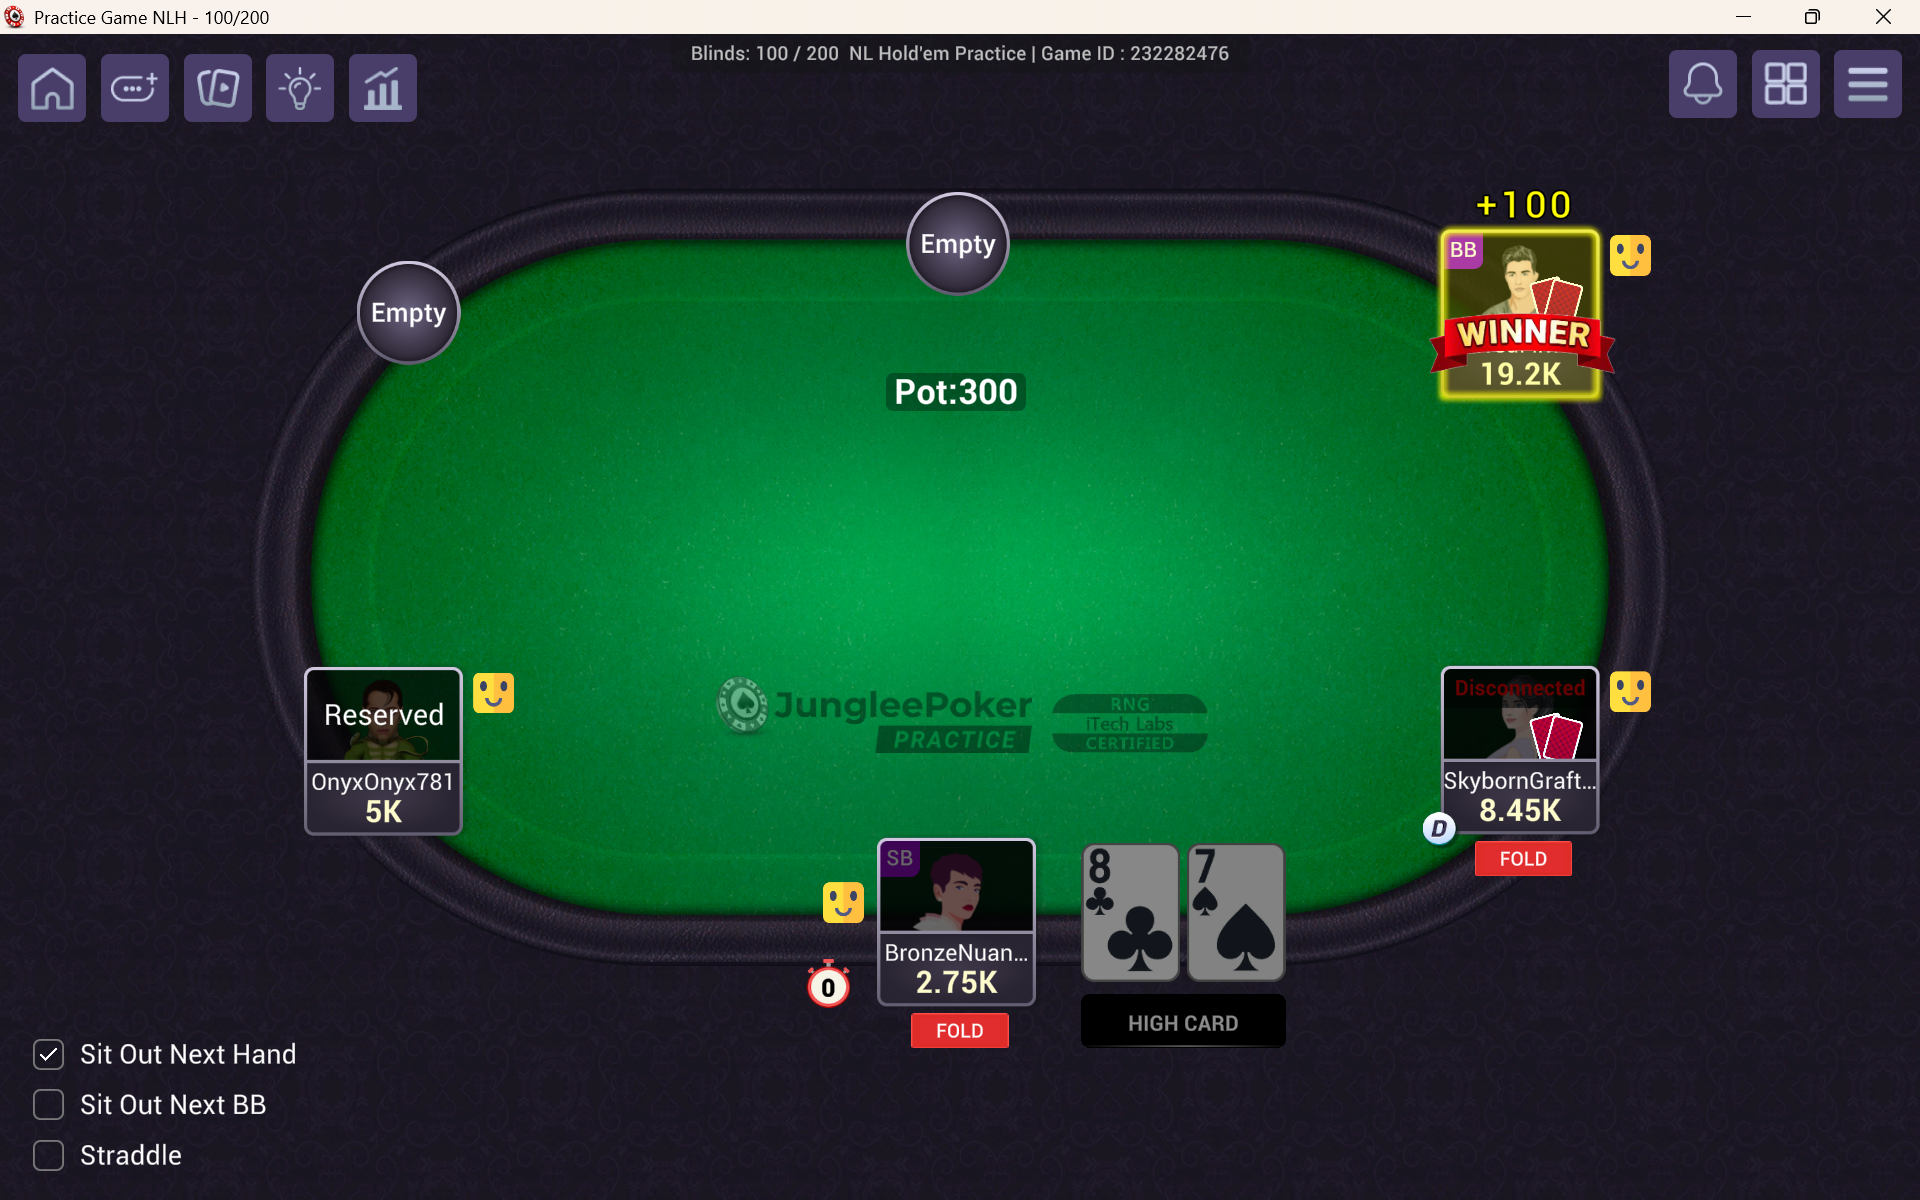 Practice Game NLH - 100/200
Blinds: 100 / 200 NL Hold'em Practice | Game ID : 232282476
+100
Empty
BB
Empty
WINNER
19.2K
Pot:300
Reserved
OnyxOnyx781
5K
JungleePoker
PRACTICE
RNG
iTech Labs
CERTIFIED
Disconnected
SkybornGraft...
8.45K
D
FOLD
SB
BronzeNuan...
2.75K
0
FOLD
8
7
HIGH CARD
Sit Out Next Hand
Sit Out Next BB
Straddle